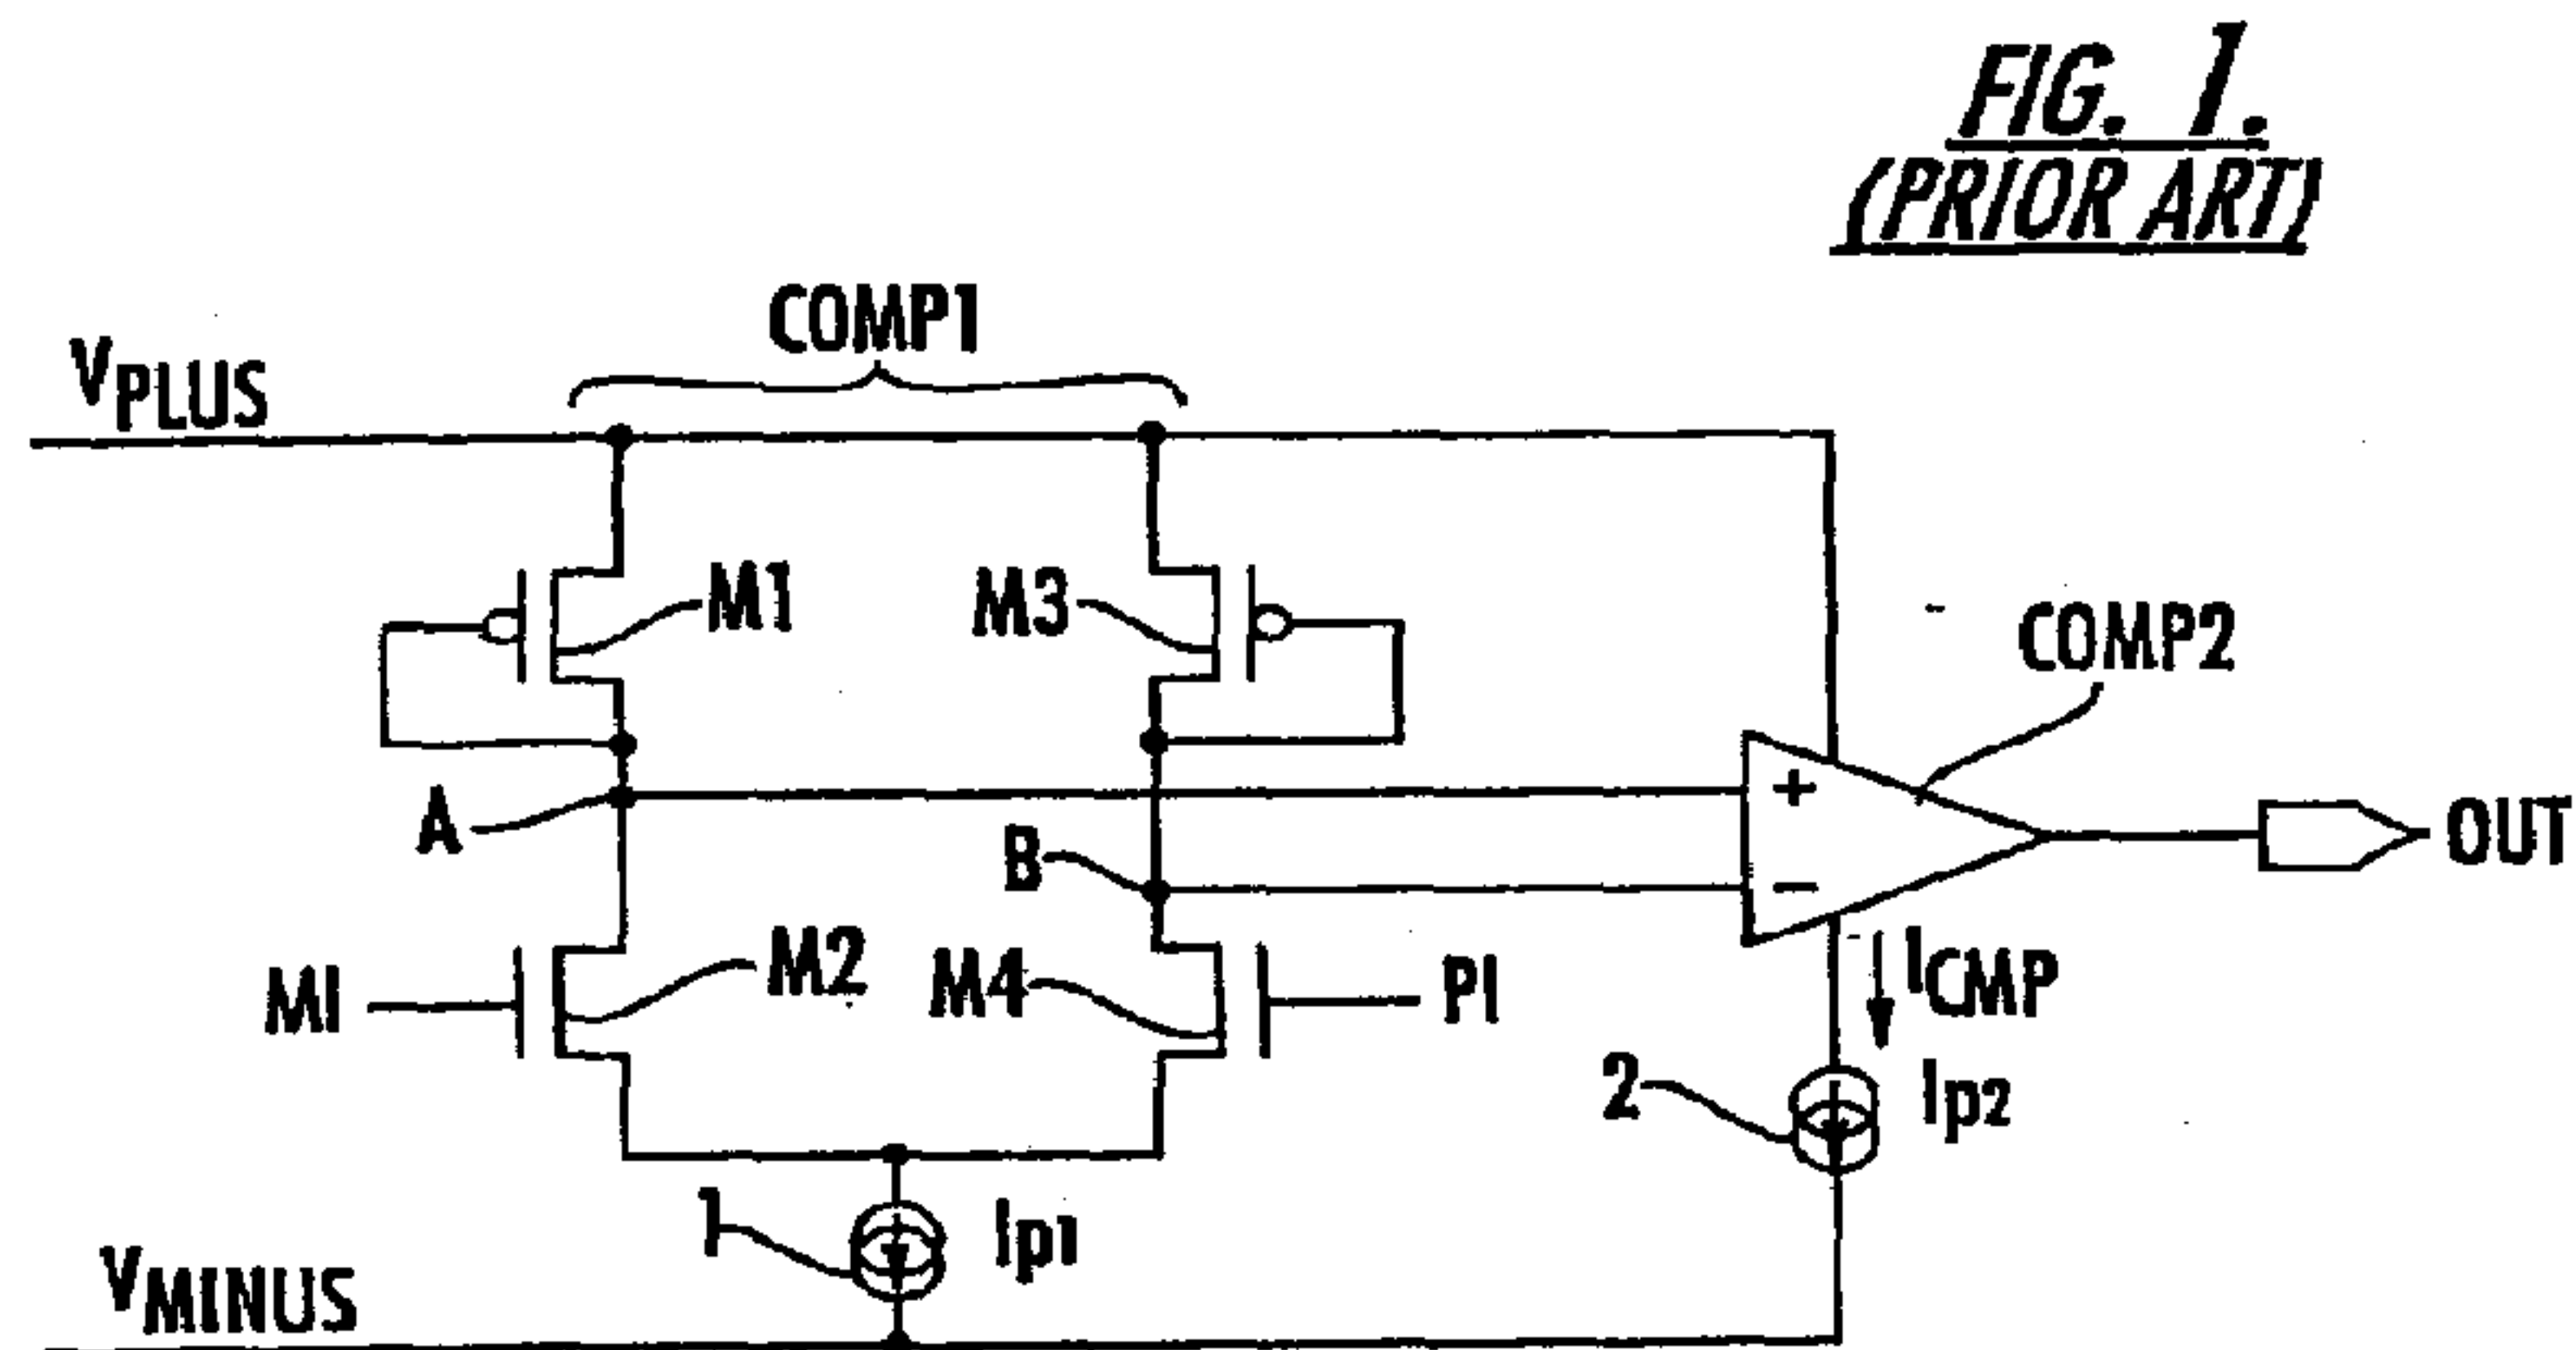 FIG. 1.
(PRIOR ART)
COMP1
VPLUS
M1
M3
COMP2
A
B
+
−
OUT
MI
M2
M4
PI
ICMP
2
Ip2
1
Ip1
VMINUS